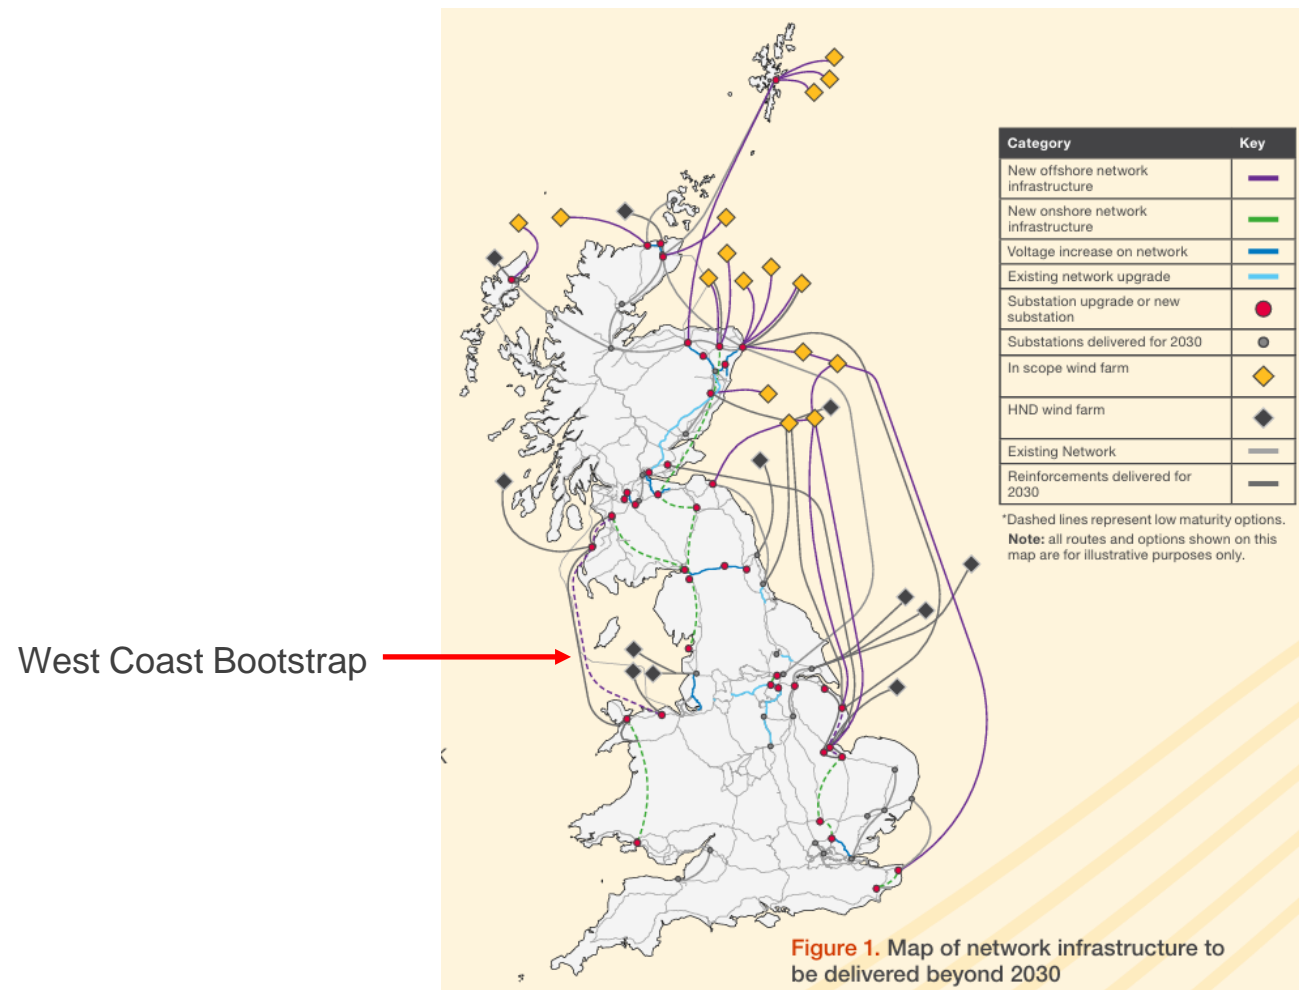 Category Key
New offshore network
infrastructure
New onshore network
infrastructure
Voltage increase on network
Existing network upgrade
Substation upgrade or new
substation
Substations delivered for 2030
In scope wind farm
HND wind farm
Existing Network
Reinforcements delivered for
2030
*Dashed lines represent low maturity options.
Note: all routes and options shown on this
map are for illustrative purposes only.
West Coast Bootstrap
Figure 1. Map of network infrastructure to
be delivered beyond 2030